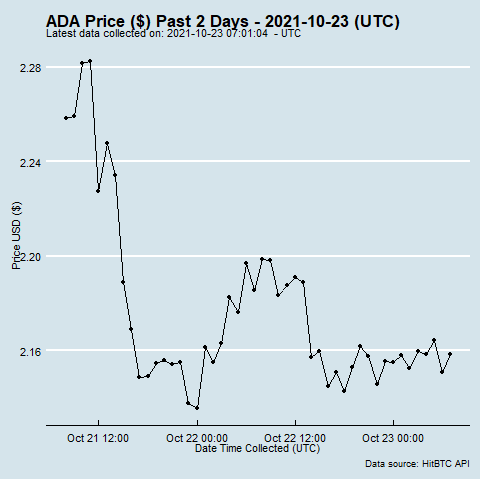 ADA Price ($) Past 2 Days - 2021-10-23 (UTC)
Latest data collected on: 2021-10-23 07:01:04 - UTC
2.28
2.24
2.20
2.16
Price USD ($)
Oct 21 12:00
Oct 22 00:00
Oct 22 12:00
Oct 23 00:00
Date Time Collected (UTC)
Data source: HitBTC API